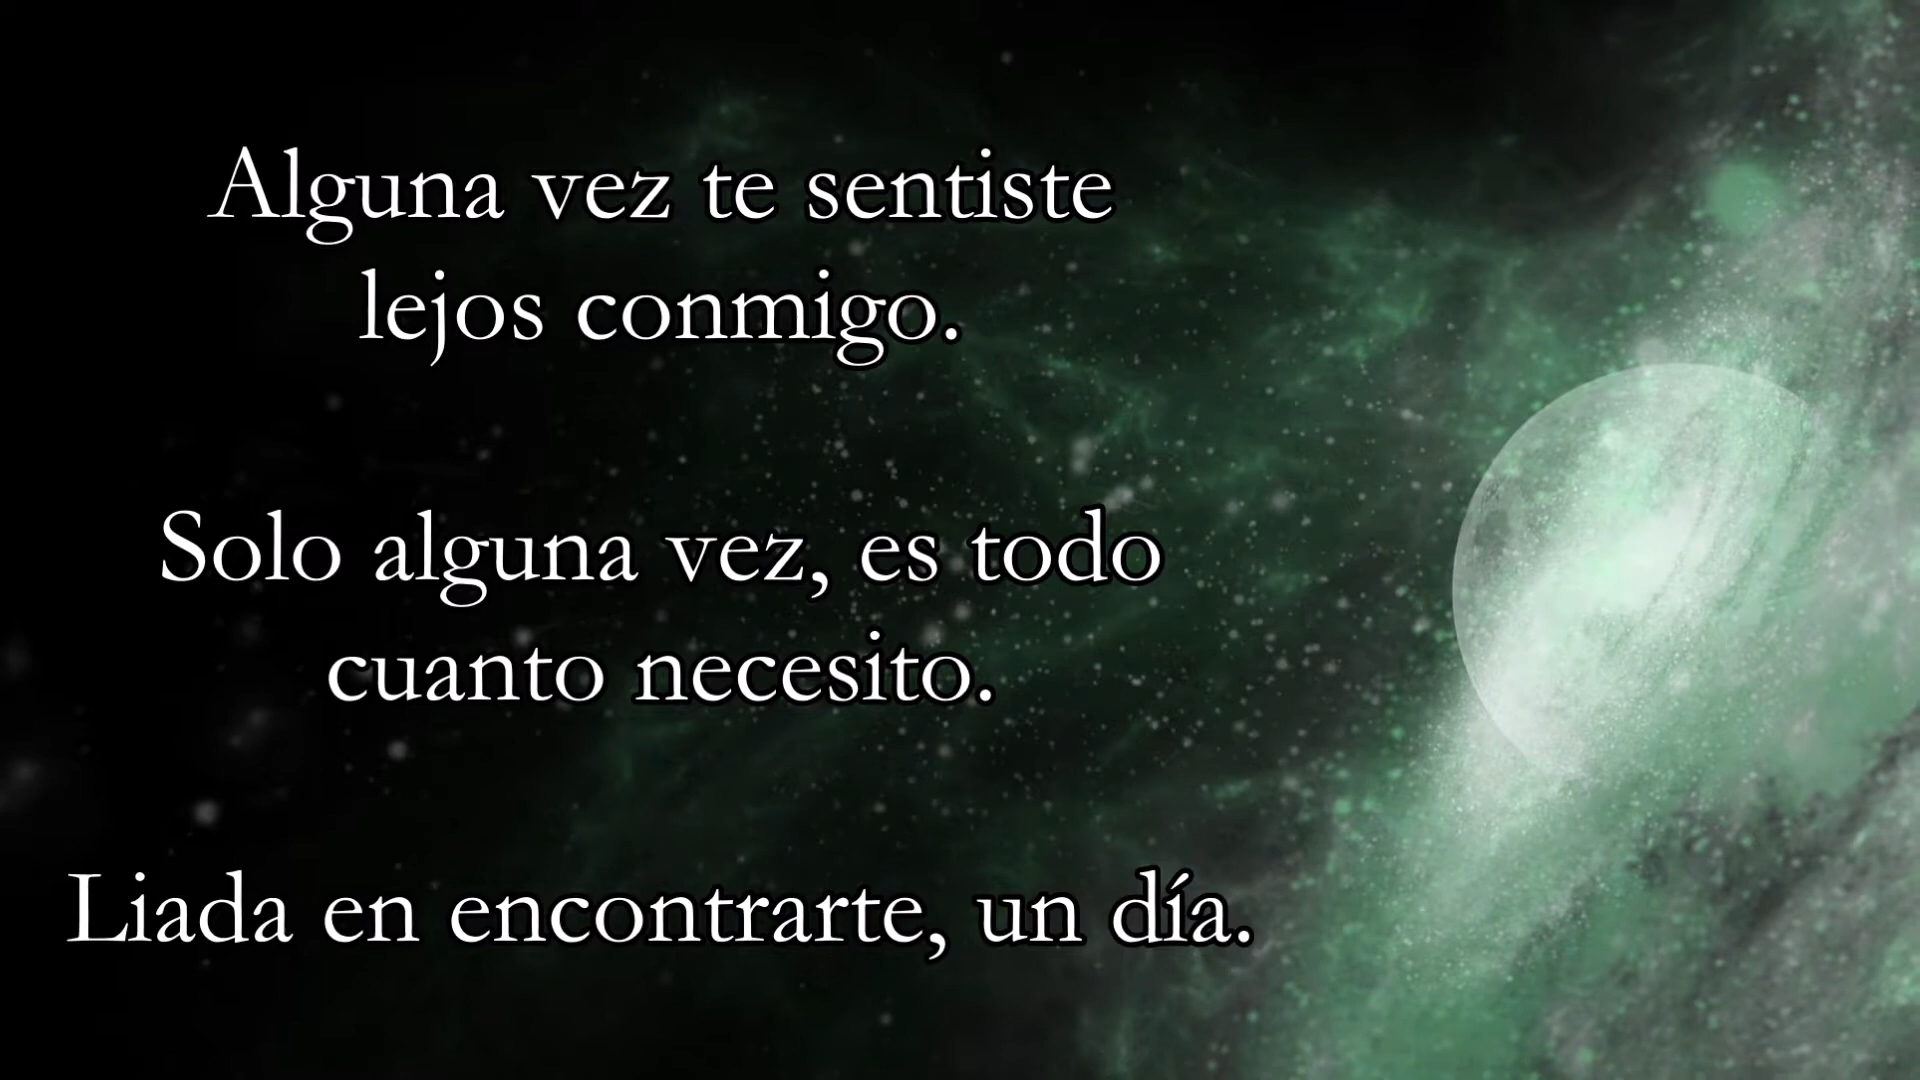 Alguna vez te sentiste
lejos conmigo.
Solo alguna vez, es todo
cuanto necesito.
Liada en encontrarte, un día.